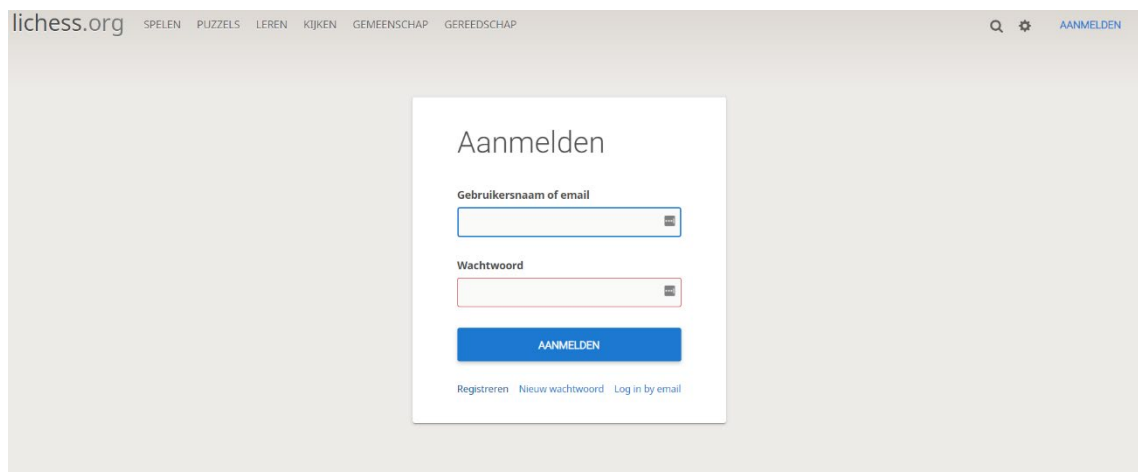 lichess.org SPELEN PUZZELS LEREN KIJKEN GEMEENSCHAP GEREEDSCHAP AANMELDEN
Aanmelden
Gebruikersnaam of email
Wachtwoord
AANMELDEN
Registreren Nieuw wachtwoord Log in by email